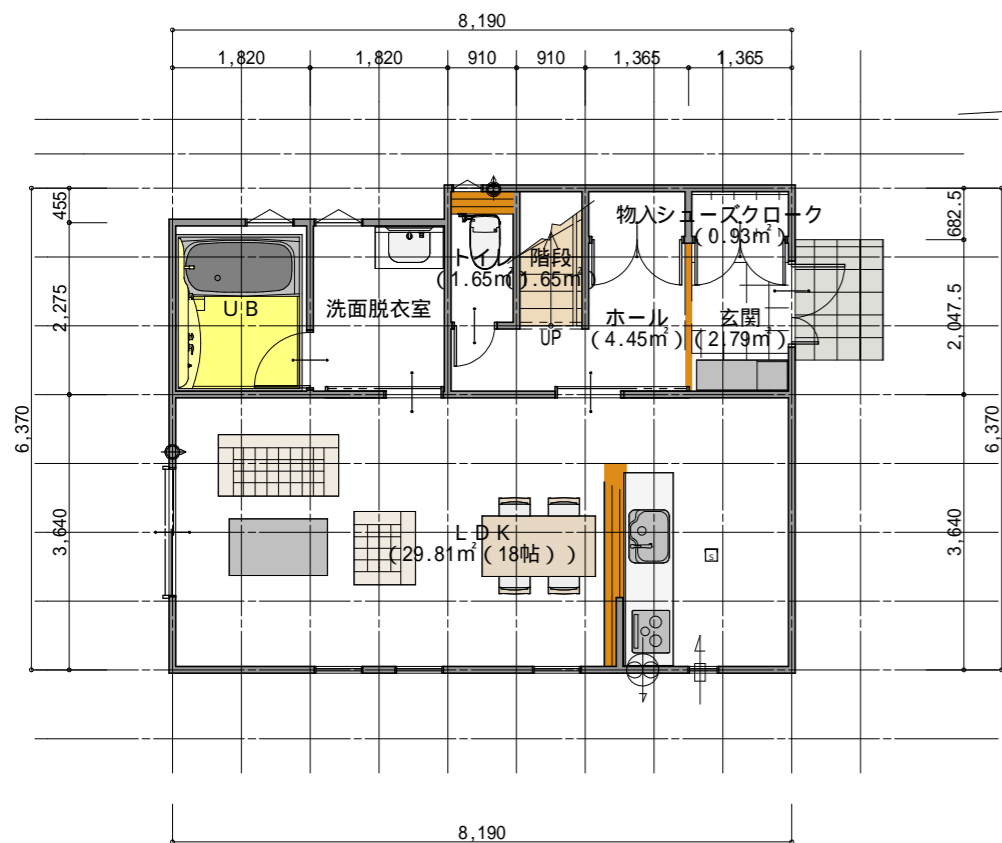 8,190
1,820 1,820 910 910 1,365 1,365
455
682.5
物入シューズクローク
(0.93㎡)
トイレ 階段
(1.65㎡)(1.65㎡)
2,275
2,047.5
UB
洗面脱衣室
ホール 玄関
UP
(4.45㎡)(2.79㎡)
6,370
6,370
3,640
3,640
LDK
(29.81㎡(18帖))
S
8,190